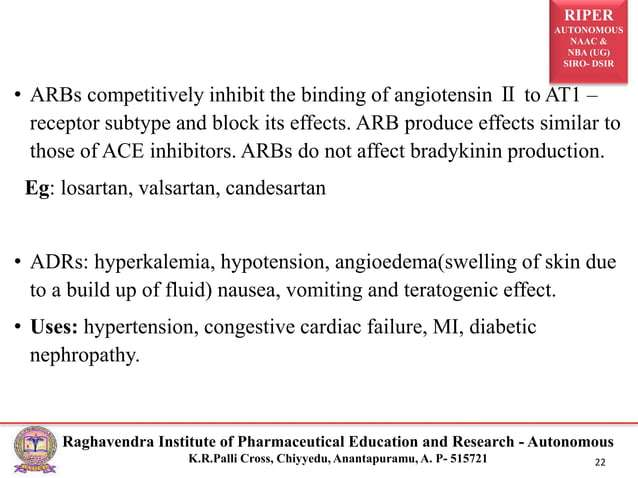 RIPER
AUTONOMOUS
NAAC &
NBA (UG)
SIRO- DSIR
• ARBs competitively inhibit the binding of angiotensin Ⅱ to AT1 –
receptor subtype and block its effects. ARB produce effects similar to
those of ACE inhibitors. ARBs do not affect bradykinin production.
Eg: losartan, valsartan, candesartan
• ADRs: hyperkalemia, hypotension, angioedema(swelling of skin due
to a build up of fluid) nausea, vomiting and teratogenic effect.
• Uses: hypertension, congestive cardiac failure, MI, diabetic
nephropathy.
Raghavendra Institute of Pharmaceutical Education and Research - Autonomous
K.R.Palli Cross, Chiyyedu, Anantapuramu, A. P- 515721
22